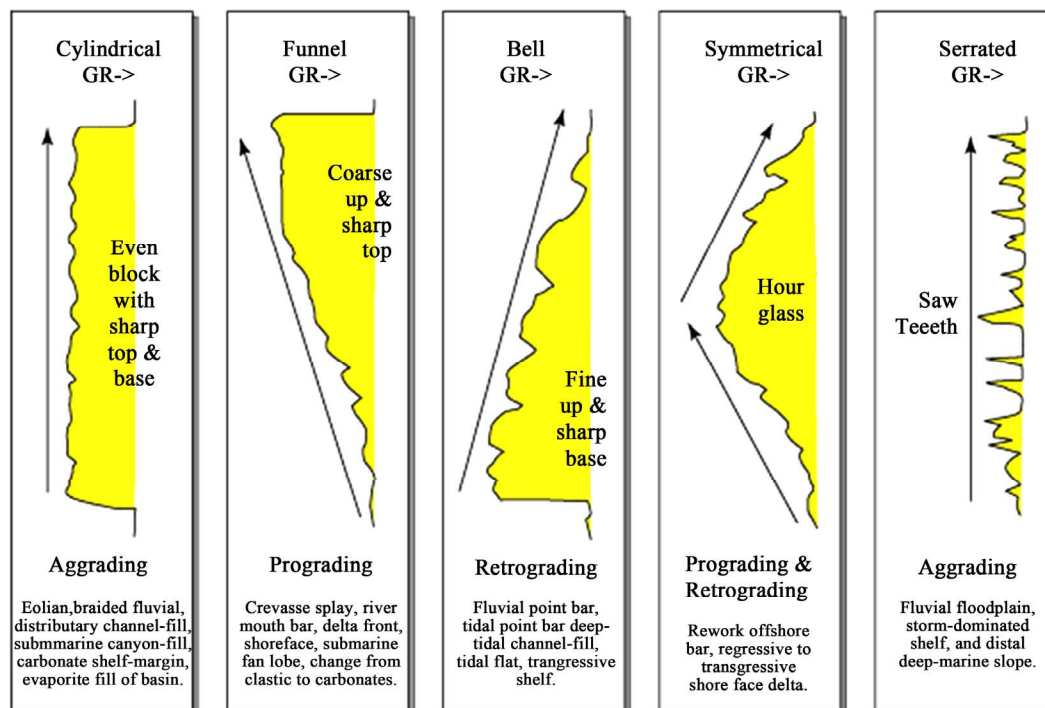 Cylindrical
GR->
Even
block
with
sharp
top &
base
Aggrading
Eolian,braided fluvial,
distributary channel-fill,
submmarine canyon-fill,
carbonate shelf-margin,
evaporite fill of basin.
Funnel
GR->
Coarse
up &
sharp
top
Prograding
Crevasse splay, river
mouth bar, delta front,
shoreface, submarine
fan lobe, change from
clastic to carbonates.
Bell
GR->
Fine
up &
sharp
base
Retrograding
Fluvial point bar,
tidal point bar deep-
tidal channel-fill,
tidal flat, trangressive
shelf.
Symmetrical
GR->
Hour
glass
Prograding &
Retrograding
Rework offshore
bar, regressive to
transgressive
shore face delta.
Serrated
GR->
Saw
Teeeth
Aggrading
Fluvial floodplain,
storm-dominated
shelf, and distal
deep-marine slope.